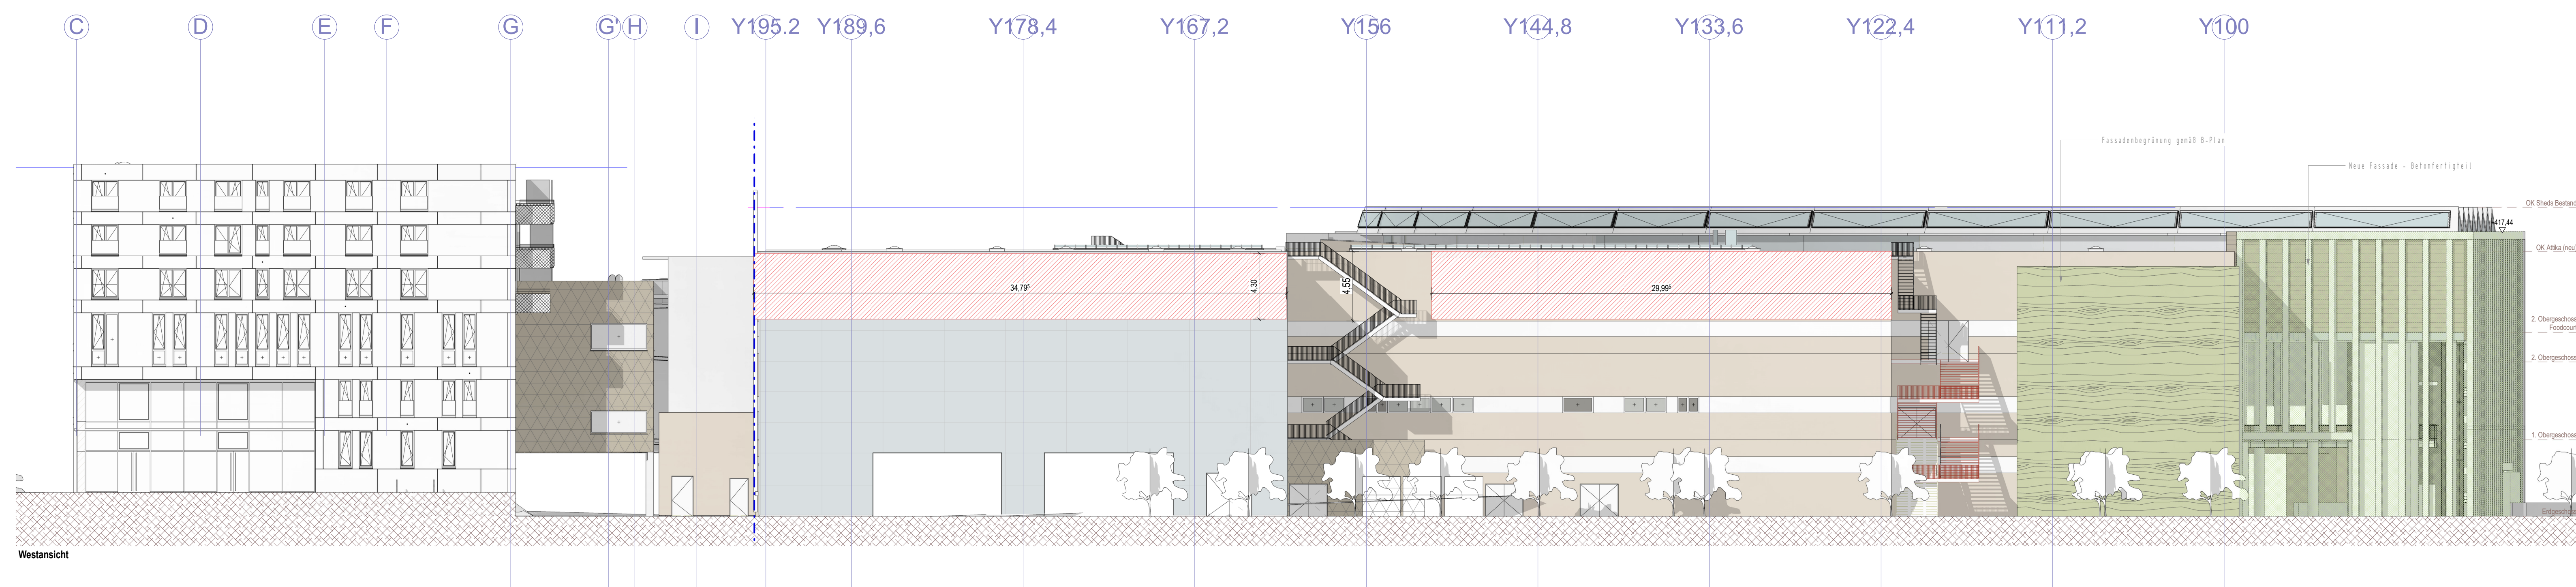 C D E F G G' H I Y195.2 Y189,6 Y178,4 Y167,2 Y156 Y144,8 Y133,6 Y122,4 Y111,2 Y100
Fassadenbegrünung gemäß B-Plan
Neue Fassade - Betonfertigteil
OK Sheds Bestand
+417,44
OK Attika (neu)
34,79⁵
4,30
4,55
29,99⁵
2. Obergeschoss
Foodcourt
2. Obergeschoss
1. Obergeschoss
Erdgeschoss
Westansicht